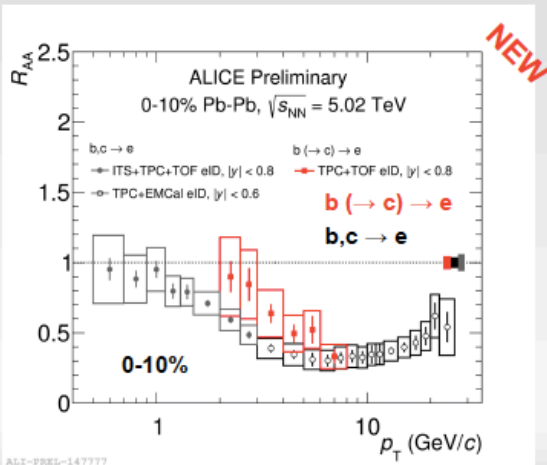 NEW
R_AA
2.5
2
1.5
1
0.5
0
ALICE Preliminary
0-10% Pb-Pb, √s_NN = 5.02 TeV
b,c → e
ITS+TPC+TOF eID, |y| < 0.8
TPC+EMCal eID, |y| < 0.6
b (→ c) → e
TPC+TOF eID, |y| < 0.8
b (→ c) → e
b,c → e
0-10%
1
10
p_T (GeV/c)
ALI-PREL-147777